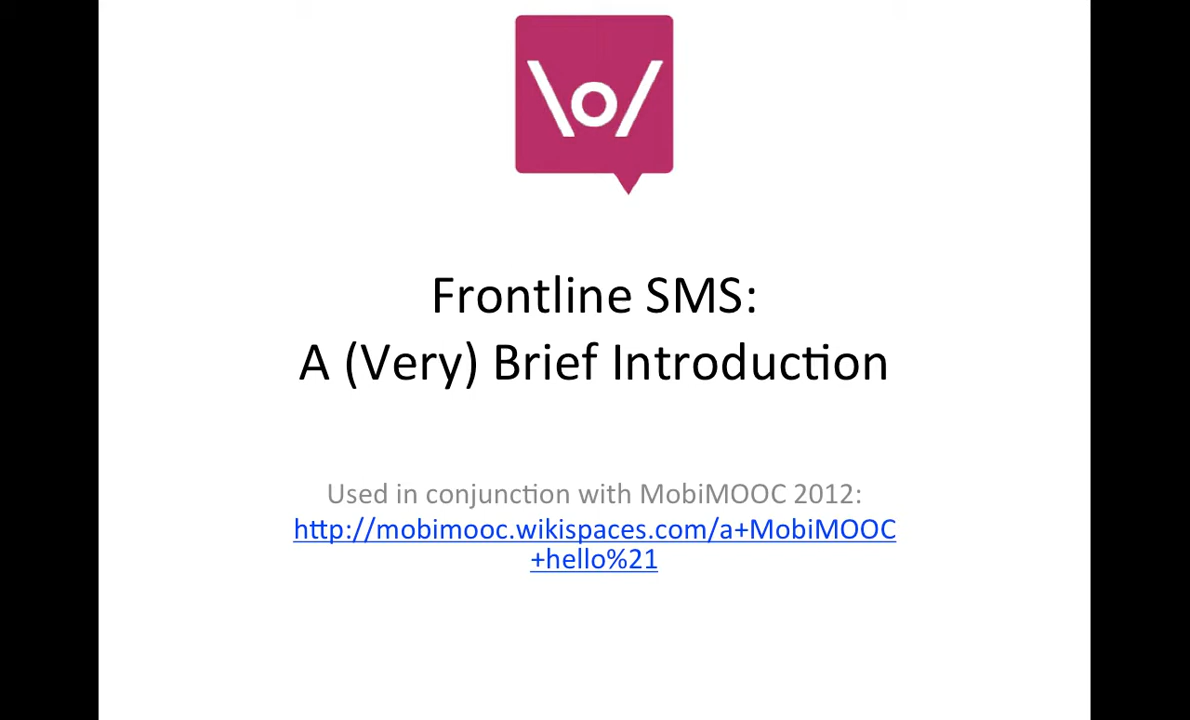 \o/
Frontline SMS:
A (Very) Brief Introduction
Used in conjunction with MobiMOOC 2012:
http://mobimooc.wikispaces.com/a+MobiMOOC
+hello%21